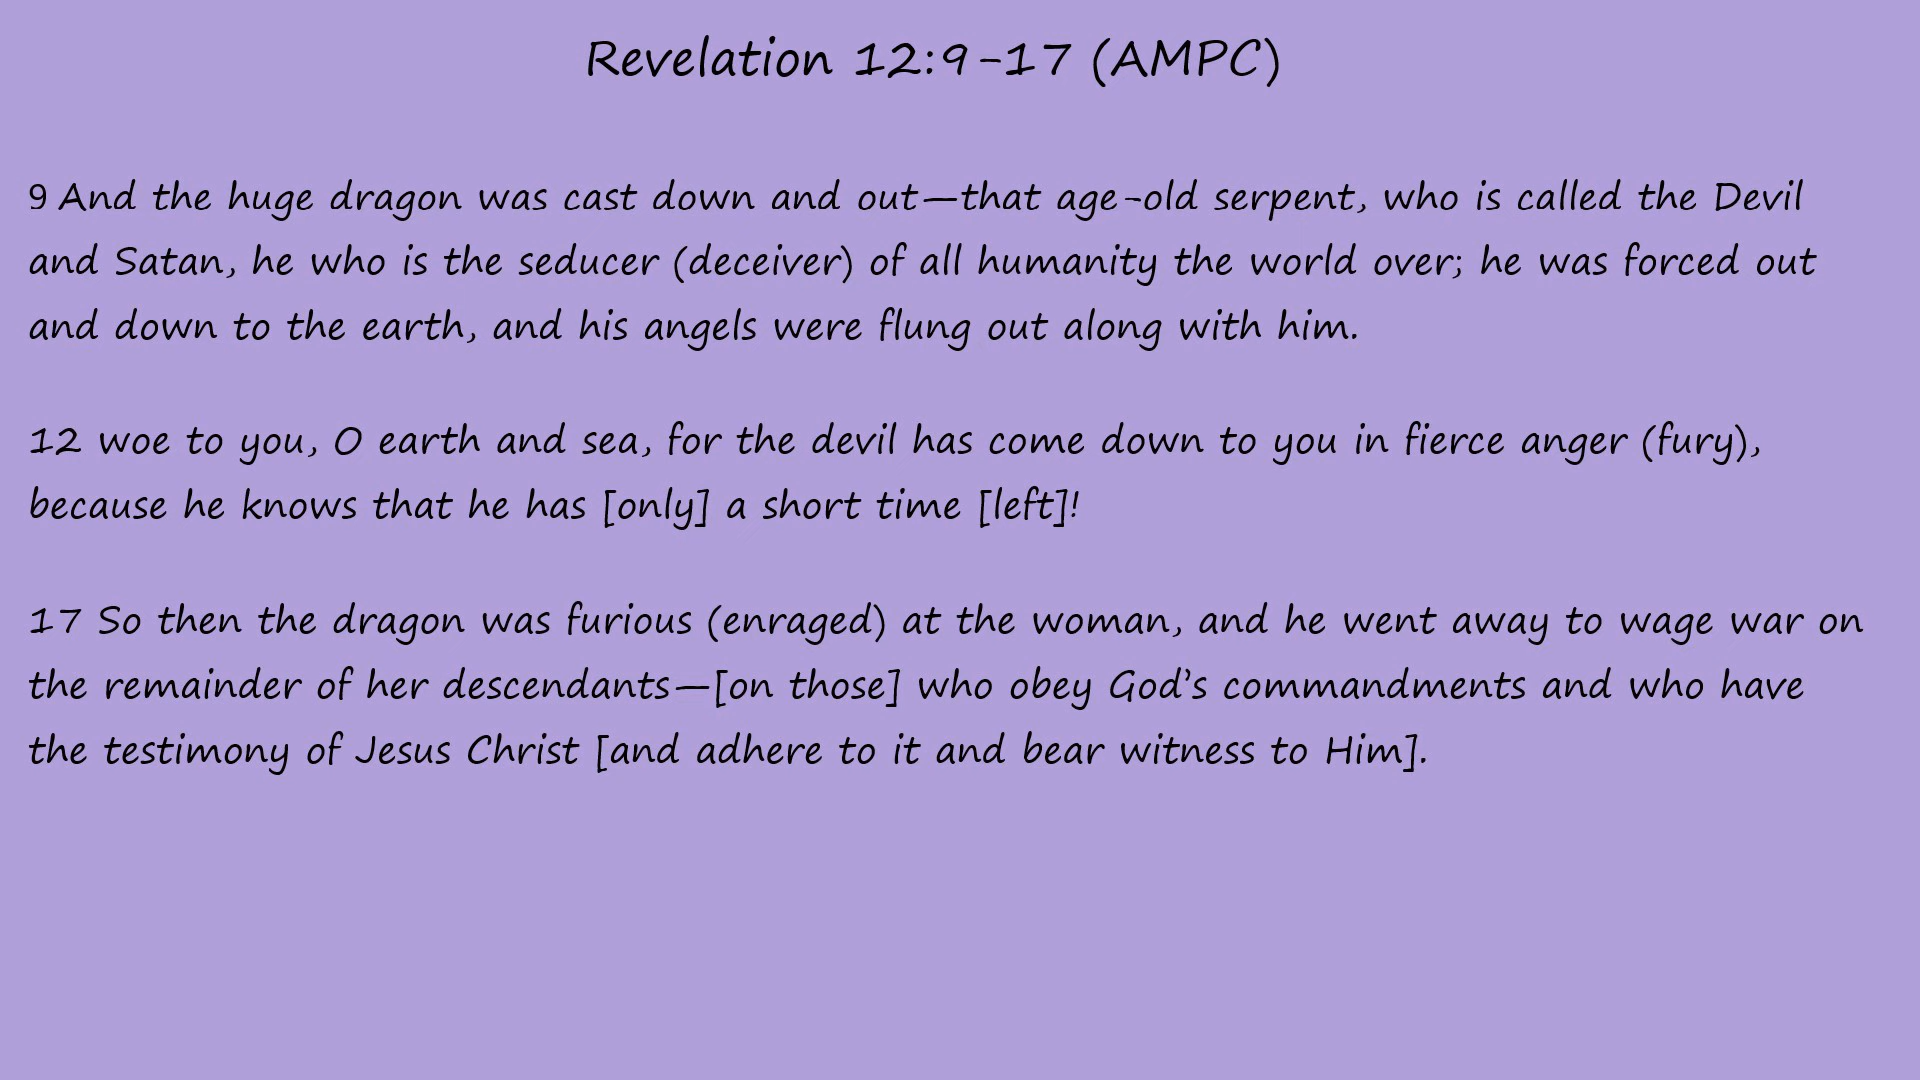 Revelation 12:9-17 (AMPC)
9 And the huge dragon was cast down and out—that age-old serpent, who is called the Devil
and Satan, he who is the seducer (deceiver) of all humanity the world over; he was forced out
and down to the earth, and his angels were flung out along with him.
12 woe to you, O earth and sea, for the devil has come down to you in fierce anger (fury),
because he knows that he has [only] a short time [left]!
17 So then the dragon was furious (enraged) at the woman, and he went away to wage war on
the remainder of her descendants—[on those] who obey God’s commandments and who have
the testimony of Jesus Christ [and adhere to it and bear witness to Him].